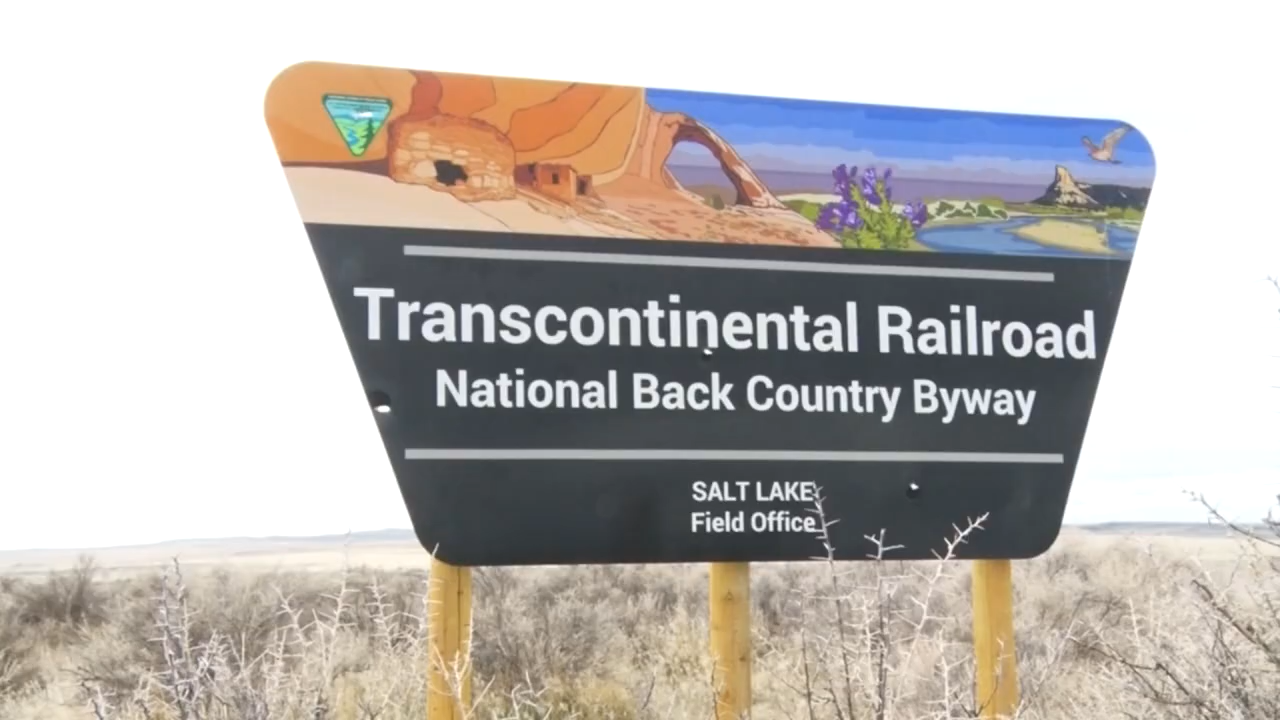 Transcontinental Railroad
National Back Country Byway
SALT LAKE
Field Office